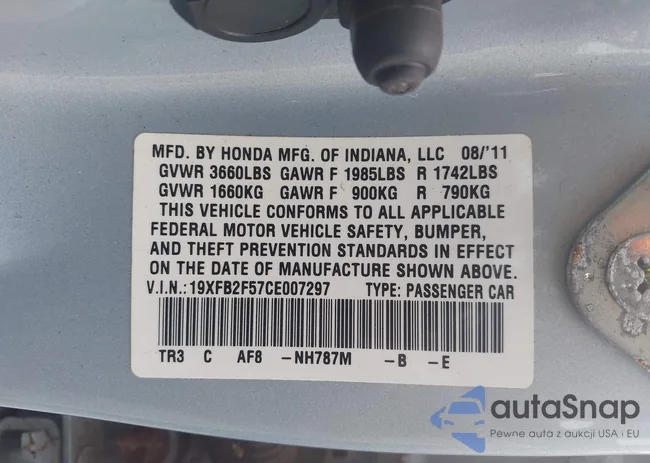 MFD. BY HONDA MFG. OF INDIANA, LLC 08/'11
GVWR 3660LBS GAWR F 1985LBS R 1742LBS
GVWR 1660KG GAWR F 900KG R 790KG
THIS VEHICLE CONFORMS TO ALL APPLICABLE
FEDERAL MOTOR VEHICLE SAFETY, BUMPER,
AND THEFT PREVENTION STANDARDS IN EFFECT
ON THE DATE OF MANUFACTURE SHOWN ABOVE.
V.I.N.:19XFB2F57CE007297 TYPE: PASSENGER CAR
TR3 C AF8 -NH787M -B -E
autaSnap
Pewne auta z aukcji USA i EU